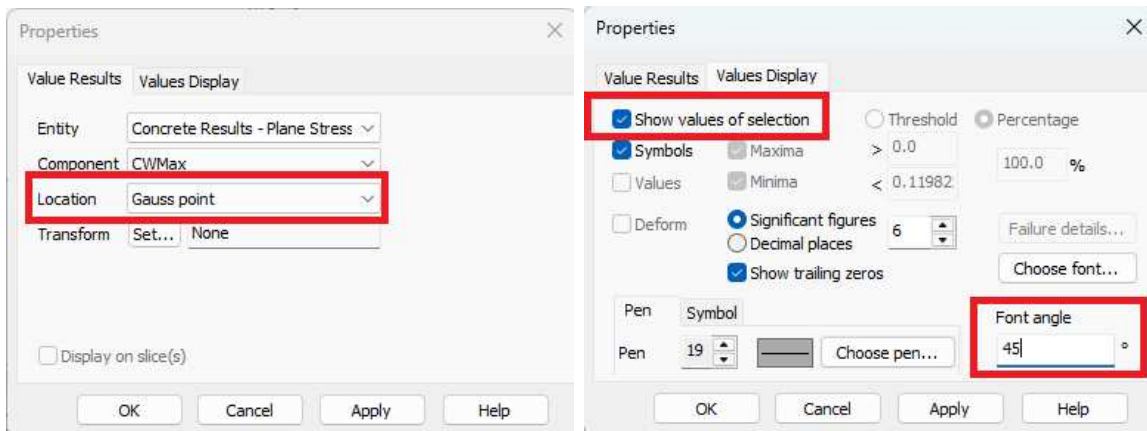 Properties
Value Results Values Display
Entity Concrete Results - Plane Stress
Component CWMax
Location Gauss point
Transform Set... None
Display on slice(s)
OK Cancel Apply Help
Properties
Value Results Values Display
Show values of selection Threshold Percentage
Symbols Maxima > 0.0 100.0 %
Values Minima < 0.11982
Deform Significant figures 6 Failure details...
Decimal places
Show trailing zeros Choose font...
Pen Symbol Font angle
Pen 19 Choose pen... 45 °
OK Cancel Apply Help